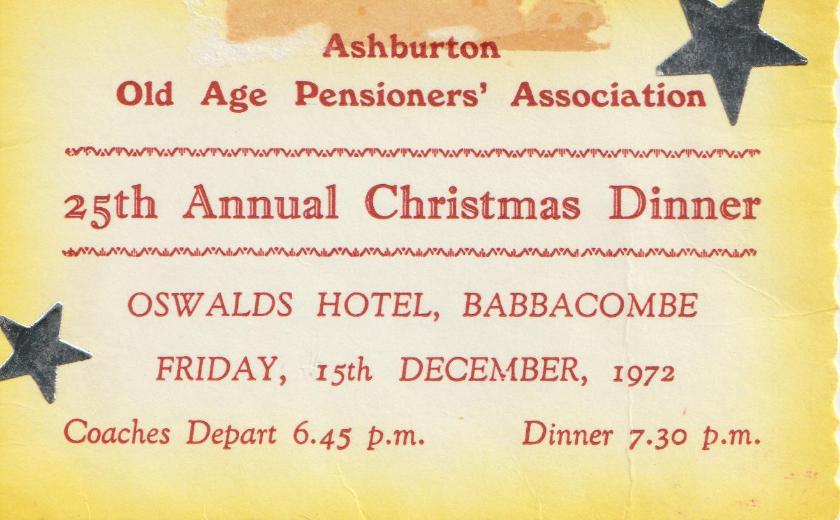 Ashburton
Old Age Pensioners' Association
25th Annual Christmas Dinner
OSWALDS HOTEL, BABBACOMBE
FRIDAY, 15th DECEMBER, 1972
Coaches Depart 6.45 p.m. Dinner 7.30 p.m.